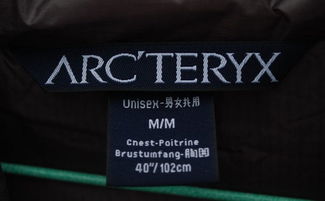 ARC'TERYX
Unisex-男女共用
M/M
Chest-Poitrine
Brustumfang-胸围
40"/102cm